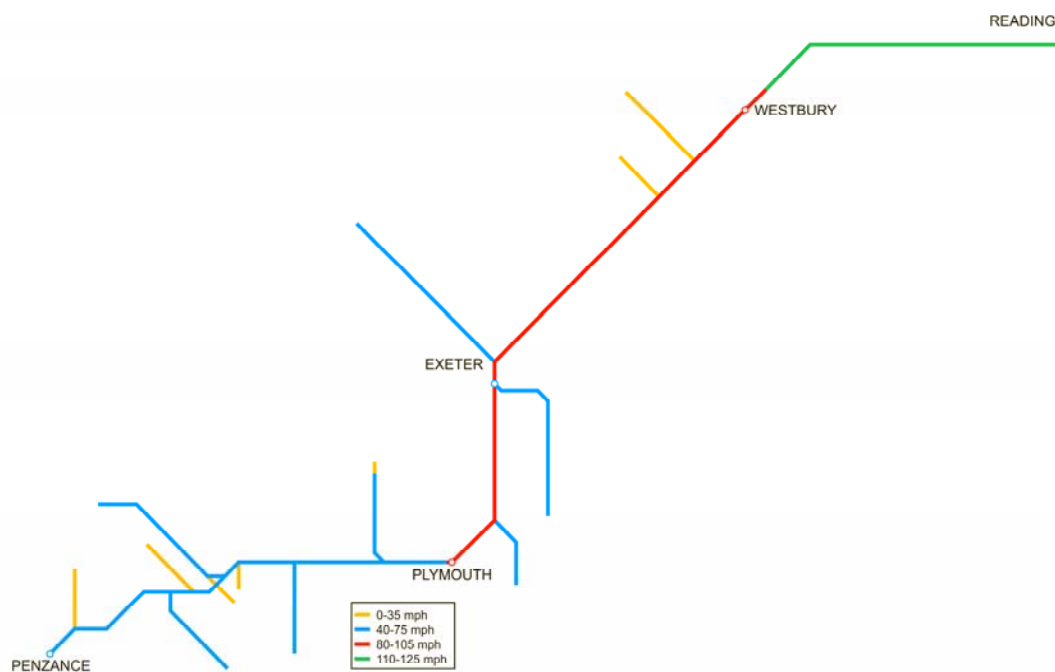 READING
WESTBURY
EXETER
PLYMOUTH
0-35 mph
40-75 mph
80-105 mph
110-125 mph
PENZANCE